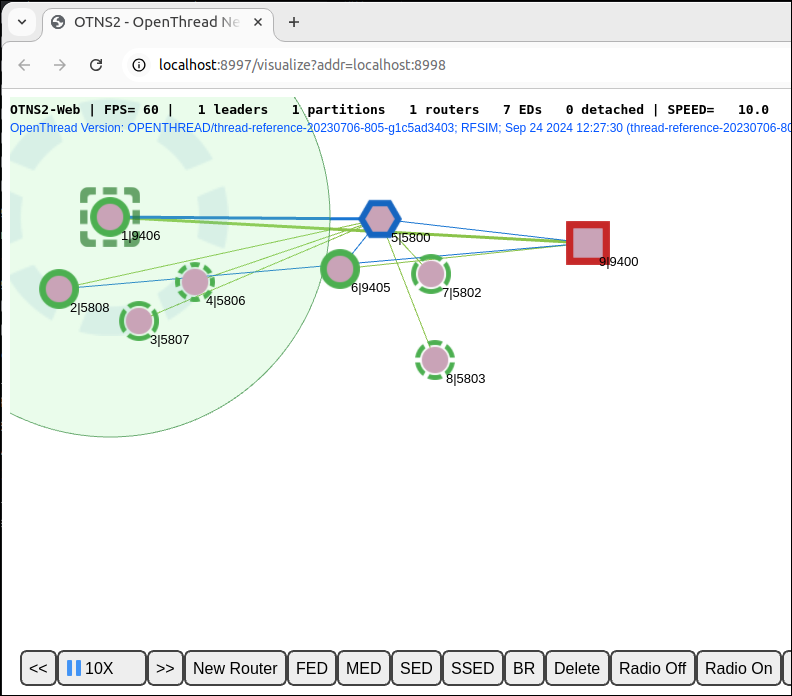 OTNS2 - OpenThread Ne
localhost:8997/visualize?addr=localhost:8998
OTNS2-Web | FPS= 60 | 1 leaders 1 partitions 1 routers 7 EDs 0 detached | SPEED= 10.0
OpenThread Version: OPENTHREAD/thread-reference-20230706-805-g1c5ad3403; RFSIM; Sep 24 2024 12:27:30 (thread-reference-20230706-80
1|9406
5|5800
9|9400
6|9405
7|5802
4|5806
2|5808
3|5807
8|5803
<< 10X >> New Router FED MED SED SSED BR Delete Radio Off Radio On